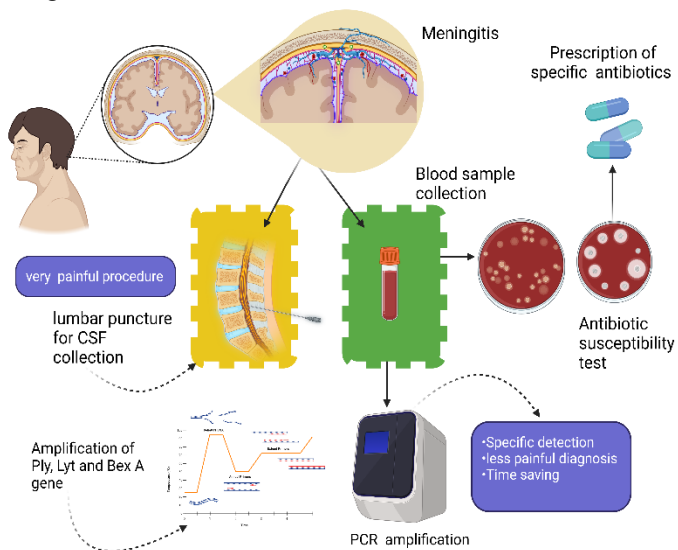 Meningitis
Prescription of
specific antibiotics
Blood sample
collection
very painful procedure
lumbar puncture
for CSF
collection
Antibiotic
susceptibility
test
Amplification of
Ply, Lyt and Bex A
gene
•Specific detection
•less painful diagnosis
•Time saving
PCR amplification